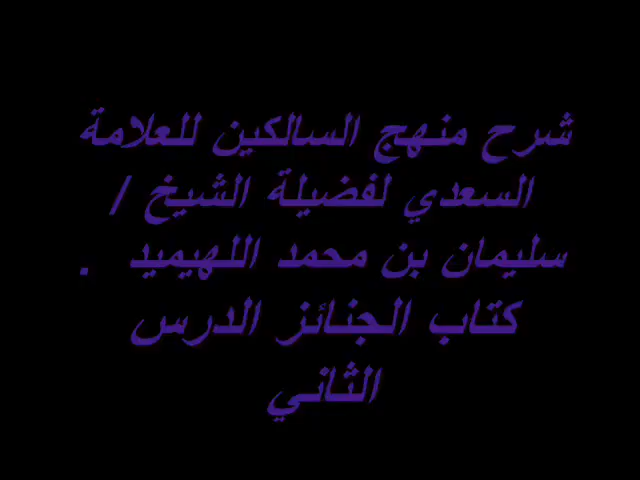 شرح منهج السالكين للعلامة
السعدي لفضيلة الشيخ /
سليمان بن محمد اللهيميد .
كتاب الجنائز الدرس
الثاني